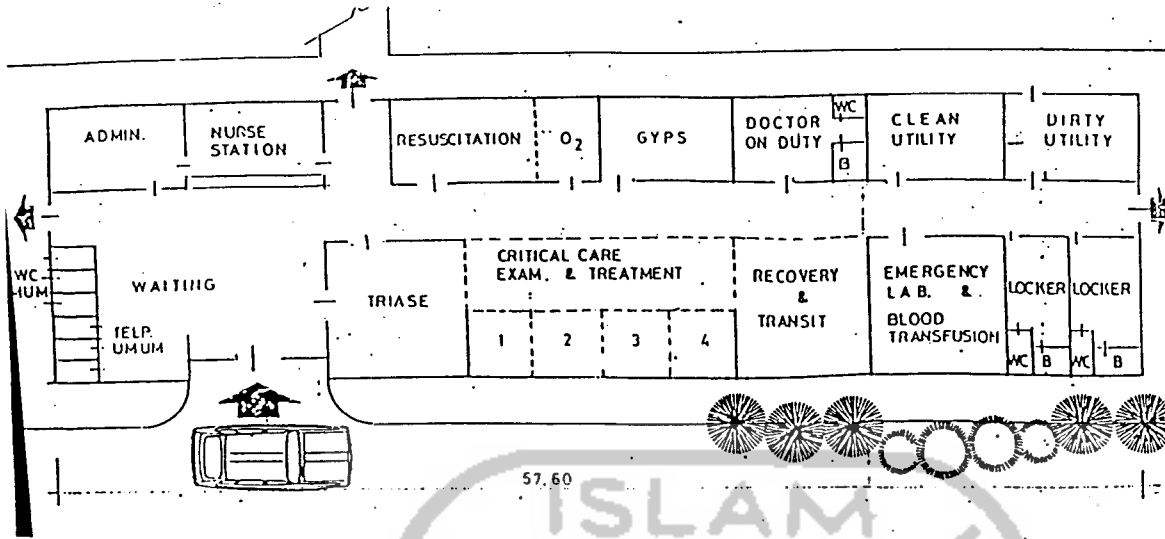 ADMIN.
NURSE
STATION
RESUSCITATION
O2
GYPS
DOCTOR
ON DUTY
WC
B
CLEAN
UTILITY
DIRTY
UTILITY
WC
UMUM
WAITING
TELP.
UMUM
TRIASE
CRITICAL CARE
EXAM. & TREATMENT
1 2 3 4
RECOVERY
&
TRANSIT
EMERGENCY
LAB. &
BLOOD
TRANSFUSION
LOCKER
WC B
LOCKER
WC B
57.60
ISLAM